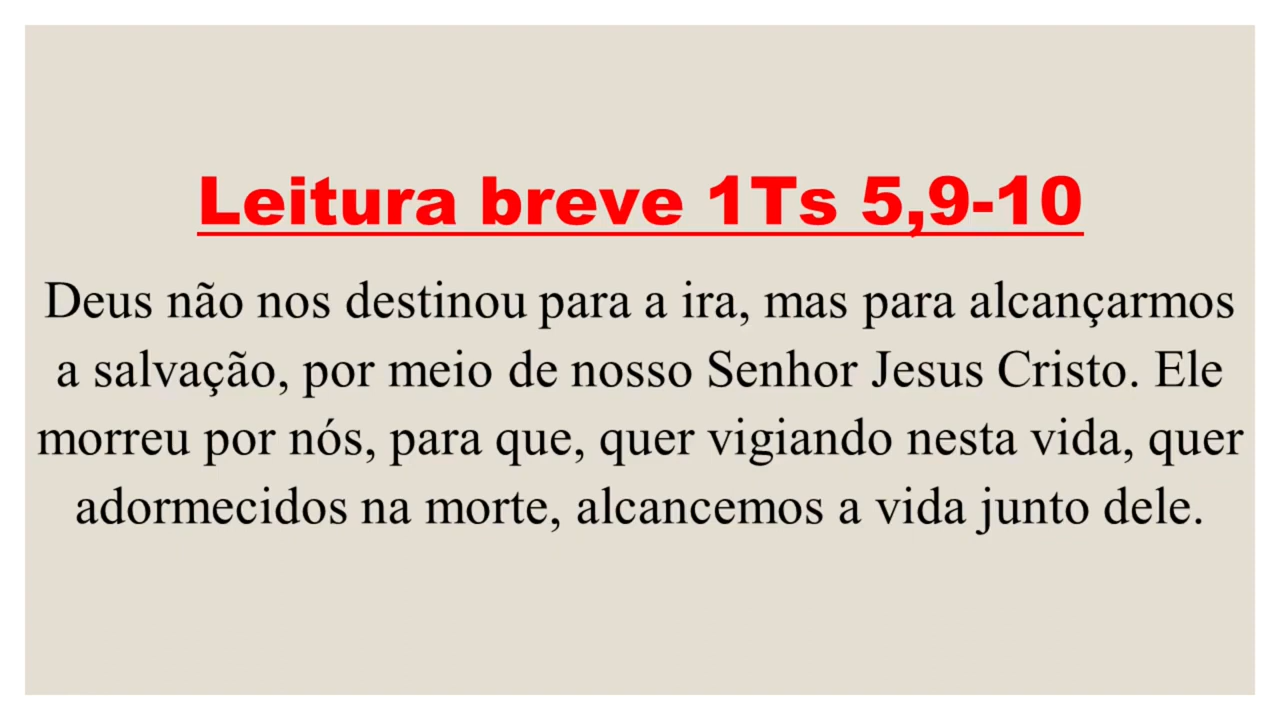 Leitura breve 1Ts 5,9-10
Deus não nos destinou para a ira, mas para alcançarmos
a salvação, por meio de nosso Senhor Jesus Cristo. Ele
morreu por nós, para que, quer vigiando nesta vida, quer
adormecidos na morte, alcancemos a vida junto dele.